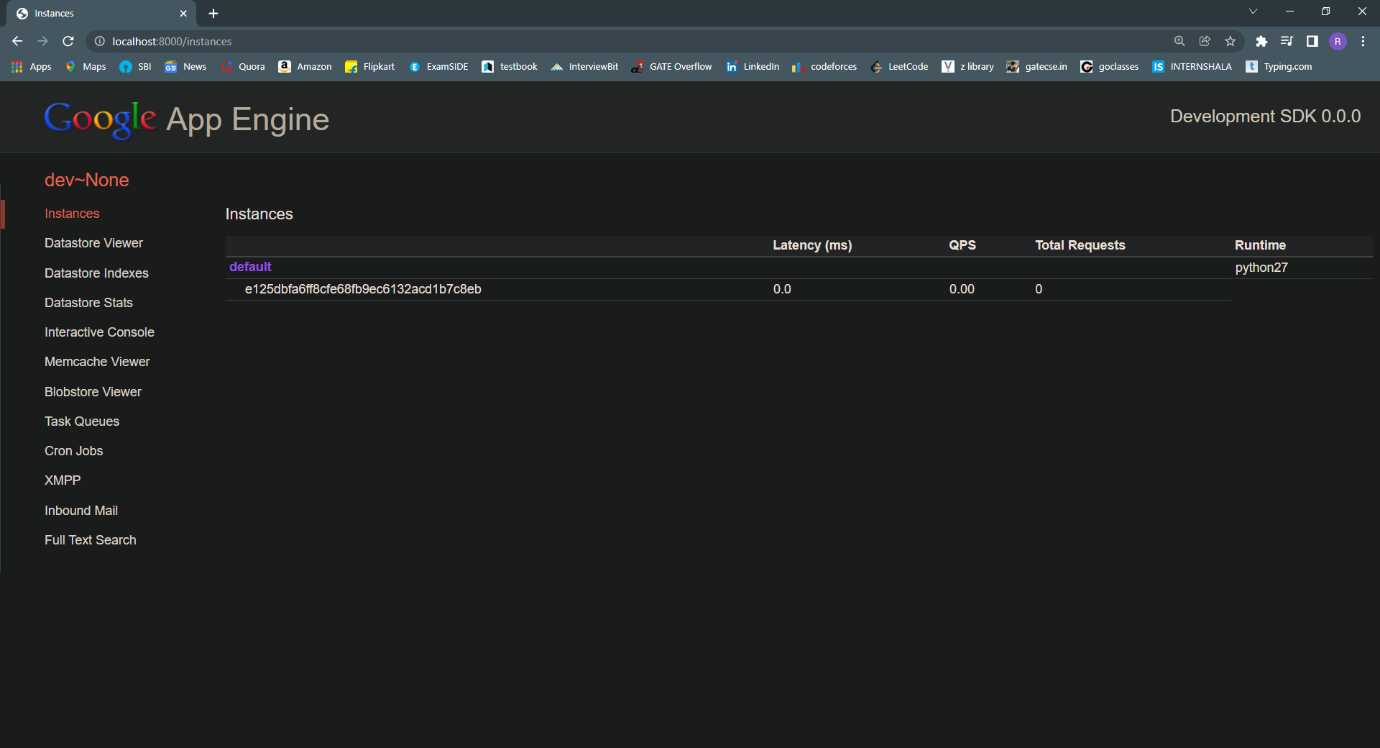 Instances
localhost:8000/instances
Apps Maps SBI News Quora Amazon Flipkart ExamSIDE testbook InterviewBit GATE Overflow LinkedIn codeforces LeetCode z library gatecse.in goclasses INTERNSHALA Typing.com
Google App Engine
Development SDK 0.0.0
dev~None
Instances
Datastore Viewer
Datastore Indexes
Datastore Stats
Interactive Console
Memcache Viewer
Blobstore Viewer
Task Queues
Cron Jobs
XMPP
Inbound Mail
Full Text Search
Instances
Latency (ms) QPS Total Requests Runtime
default python27
e125dbfa6ff8cfe68fb9ec6132acd1b7c8eb 0.0 0.00 0